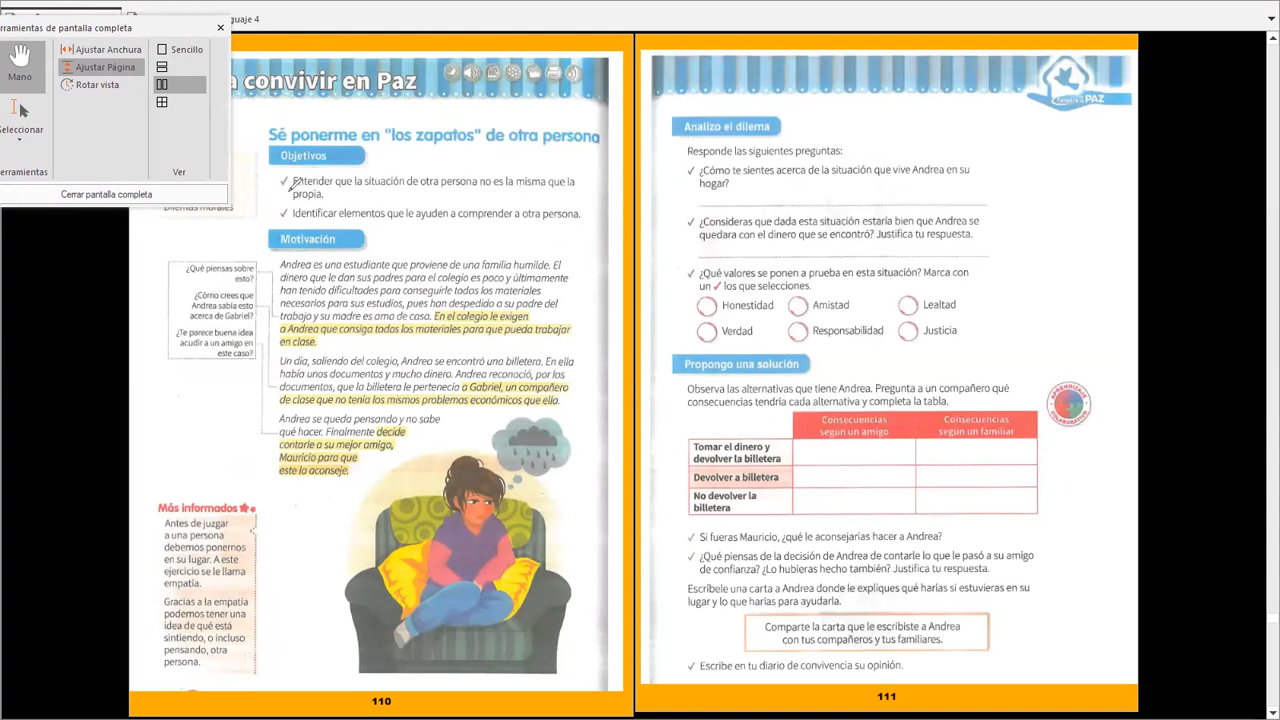 guaje 4
rramientas de pantalla completa
Mano
Seleccionar
erramientas
Ajustar Anchura
Ajustar Página
Rotar vista
Sencillo
Ver
Cerrar pantalla completa
a convivir en Paz
Dilemas morales
Sé ponerme en "los zapatos" de otra persona
Objetivos
✓ Entender que la situación de otra persona no es la misma que la
propia.
✓ Identificar elementos que le ayuden a comprender a otra persona.
Motivación
¿Qué piensas sobre
esto?
¿Cómo crees que
Andrea sabía esto
acerca de Gabriel?
¿Te parece buena idea
acudir a un amigo en
este caso?
Andrea es una estudiante que proviene de una familia humilde. El
dinero que le dan sus padres para el colegio es poco y últimamente
han tenido dificultades para conseguirle todos los materiales
necesarios para sus estudios, pues han despedido a su padre del
trabajo y su madre es ama de casa. En el colegio le exigen
a Andrea que consiga todos los materiales para que pueda trabajar
en clase.
Un día, saliendo del colegio, Andrea se encontró una billetera. En ella
había unos documentos y mucho dinero. Andrea reconoció, por los
documentos, que la billetera le pertenecía a Gabriel, un compañero
de clase que no tenía los mismos problemas económicos que ella.
Andrea se queda pensando y no sabe
qué hacer. Finalmente decide
contarle a su mejor amigo,
Mauricio para que
este la aconseje.
Más informados
Antes de juzgar
a una persona
debemos ponernos
en su lugar. A este
ejercicio se le llama
empatía.
Gracias a la empatía
podemos tener una
idea de qué está
sintiendo, o incluso
pensando, otra
persona.
110
PAZ
Analizo el dilema
Responde las siguientes preguntas:
✓ ¿Cómo te sientes acerca de la situación que vive Andrea en su
hogar?
✓ ¿Consideras que dada esta situación estaría bien que Andrea se
quedara con el dinero que se encontró? Justifica tu respuesta.
✓ ¿Qué valores se ponen a prueba en esta situación? Marca con
un ✓ los que selecciones.
Honestidad Amistad Lealtad
Verdad Responsabilidad Justicia
Propongo una solución
Observa las alternativas que tiene Andrea. Pregunta a un compañero qué
consecuencias tendría cada alternativa y completa la tabla.
APRENDIZAJE COLABORATIVO
Consecuencias
según un amigo
Consecuencias
según un familiar
Tomar el dinero y
devolver la billetera
Devolver a billetera
No devolver la
billetera
✓ Si fueras Mauricio, ¿qué le aconsejarías hacer a Andrea?
✓ ¿Qué piensas de la decisión de Andrea de contarle lo que le pasó a su amigo
de confianza? ¿Lo hubieras hecho también? Justifica tu respuesta.
Escríbele una carta a Andrea donde le expliques qué harías si estuvieras en su
lugar y lo que harías para ayudarla.
Comparte la carta que le escribiste a Andrea
con tus compañeros y tus familiares.
✓ Escribe en tu diario de convivencia su opinión.
111